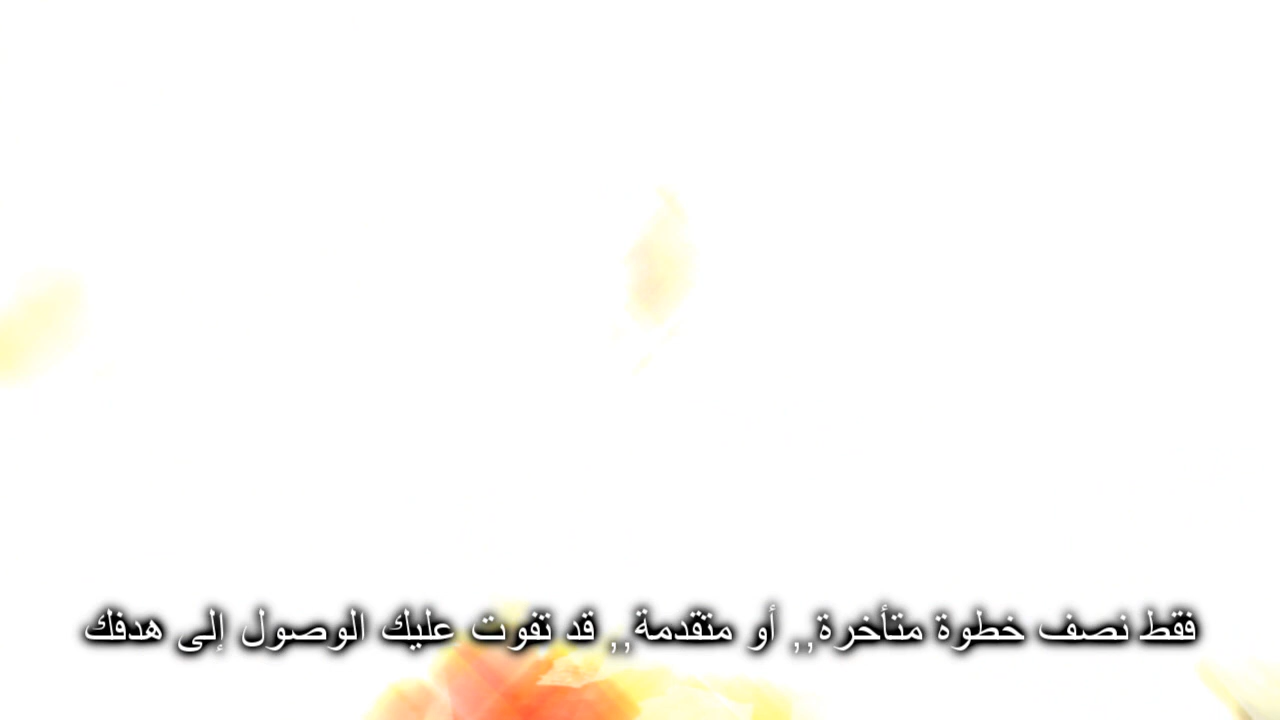 فقط نصف خطوة متأخرة,, أو متقدمة,, قد تفوت عليك الوصول إلى هدفك